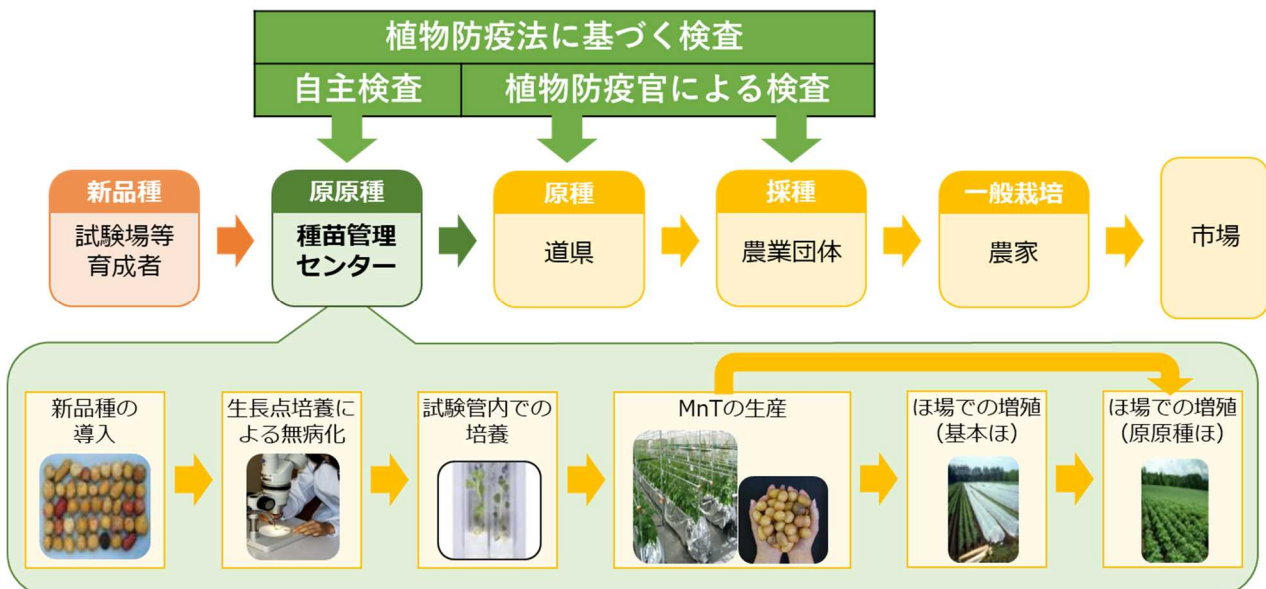 植物防疫法に基づく検査
自主検査
植物防疫官による検査
新品種
試験場等
育成者
原原種
種苗管理
センター
原種
道県
採種
農業団体
一般栽培
農家
市場
新品種の
導入
生長点培養に
よる無病化
試験管内での
培養
MnTの生産
ほ場での増殖
(基本ほ)
ほ場での増殖
(原原種ほ)